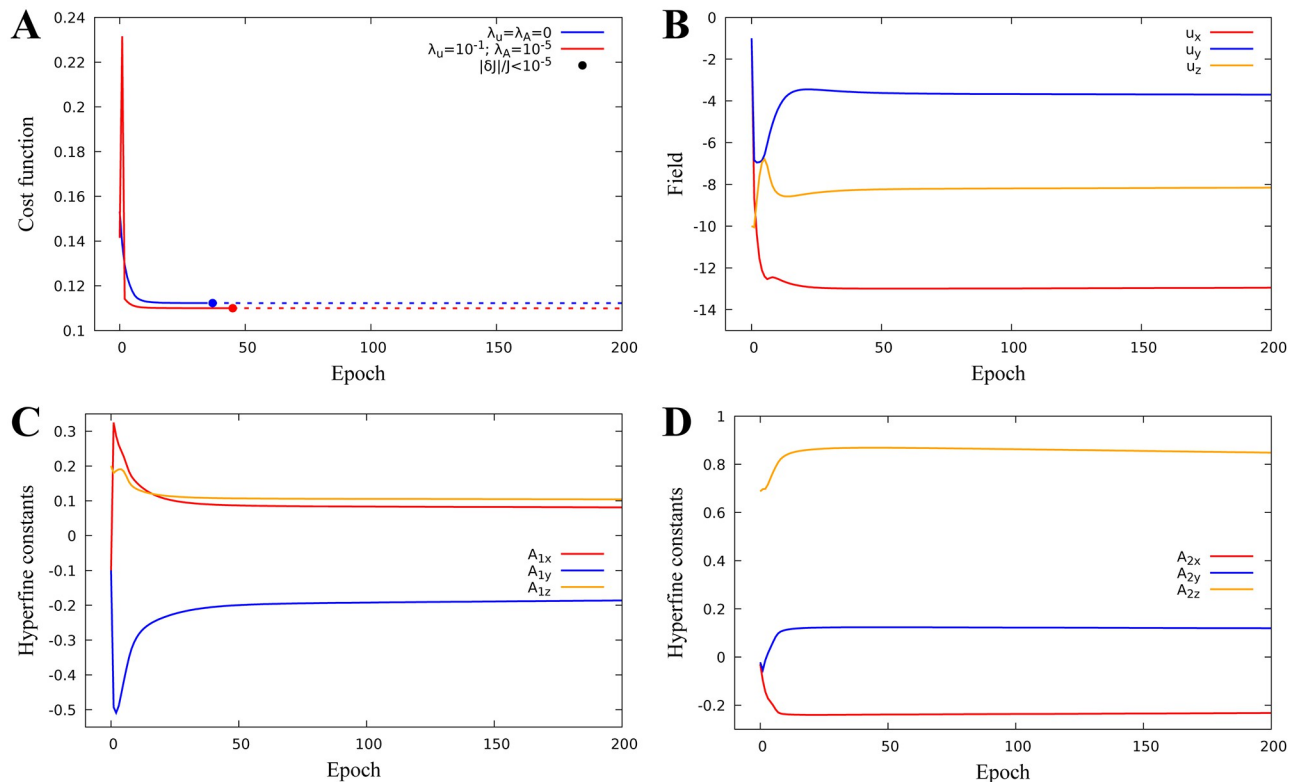 A
0.24
0.22
0.2
0.18
0.16
0.14
0.12
0.1
Cost function
λu=λA=0
λu=10-1; λA=10-5
|δJ|/J<10-5
0 50 100 150 200
Epoch
B
0
-2
-4
-6
-8
-10
-12
-14
Field
ux
uy
uz
0 50 100 150 200
Epoch
C
0.3
0.2
0.1
0
-0.1
-0.2
-0.3
-0.4
-0.5
Hyperfine constants
A1x
A1y
A1z
0 50 100 150 200
Epoch
D
1
0.8
0.6
0.4
0.2
0
-0.2
Hyperfine constants
A2x
A2y
A2z
0 50 100 150 200
Epoch